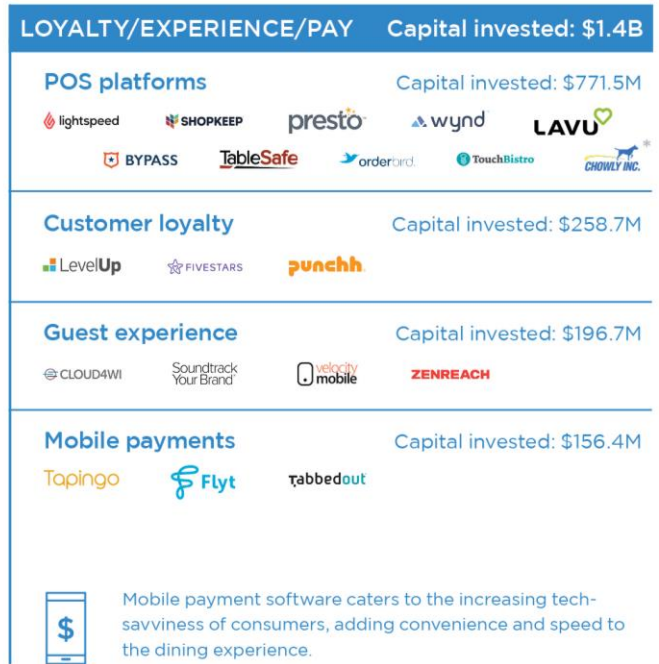 LOYALTY/EXPERIENCE/PAY Capital invested: $1.4B
POS platforms Capital invested: $771.5M
lightspeed SHOPKEEP presto wynd LAVU
BYPASS TableSafe orderbird. TouchBistro CHOWLY INC. *
Customer loyalty Capital invested: $258.7M
LevelUp FIVESTARS punchh
Guest experience Capital invested: $196.7M
CLOUD4WI Soundtrack Your Brand velocity mobile ZENREACH
Mobile payments Capital invested: $156.4M
Tapingo Flyt Tabbedout
$
Mobile payment software caters to the increasing tech-
savviness of consumers, adding convenience and speed to
the dining experience.